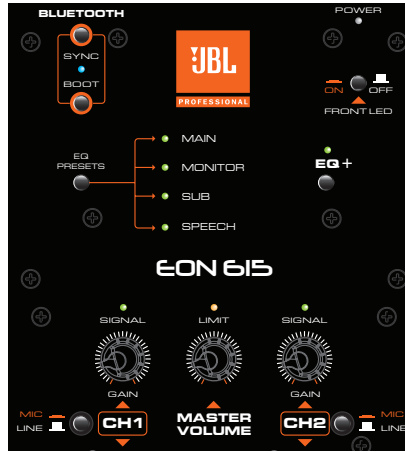 BLUETOOTH
POWER
SYNC
BOOT
JBL
PROFESSIONAL
ON OFF
FRONT LED
MAIN
EQ
PRESETS
MONITOR
EQ+
SUB
SPEECH
EON 615
SIGNAL LIMIT SIGNAL
GAIN GAIN
MIC MIC
LINE CH1 MASTER
VOLUME CH2 LINE